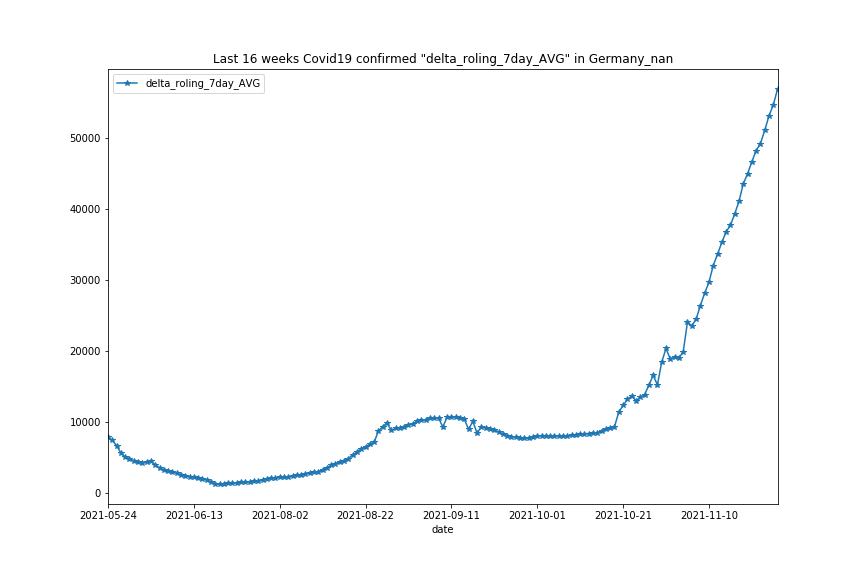 Last 16 weeks Covid19 confirmed "delta_roling_7day_AVG" in Germany_nan
delta_roling_7day_AVG
50000
40000
30000
20000
10000
0
2021-05-24 2021-06-13 2021-08-02 2021-08-22 2021-09-11 2021-10-01 2021-10-21 2021-11-10
date